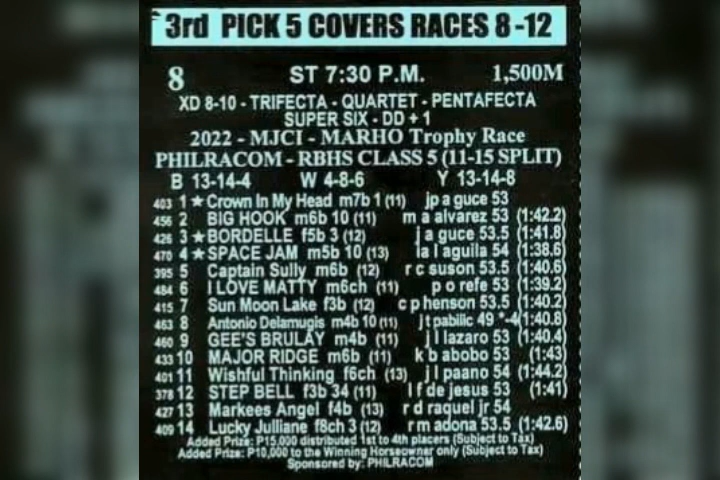 3rd PICK 5 COVERS RACES 8-12
8 ST 7:30 P.M. 1,500M
XD 8-10 - TRIFECTA - QUARTET - PENTAFECTA
SUPER SIX - DD + 1
2022 - MJCI - MARHO Trophy Race
PHILRACOM - RBHS CLASS 5 (11-15 SPLIT)
B 13-14-4 W 4-8-6 Y 13-14-8
403 1 ★ Crown In My Head m7b 1 (11) jp a guce 53
456 2 BIG HOOK m6b 10 (11) m a alvarez 53 (1:42.2)
426 3 ★ BORDELLE f5b 3 (12) j a guce 53.5 (1:41.8)
470 4 ★ SPACE JAM m5b 10 (13) la l aguila 54 (1:38.6)
395 5 Captain Sully m6b (12) r c suson 53.5 (1:40.6)
484 6 I LOVE MATTY m6ch (11) p o refe 53 (1:39.2)
415 7 Sun Moon Lake f3b (12) c p henson 53.5 (1:40.2)
463 8 Antonio Delamugis m4b 10 (11) j t pabilic 49 *-4 (1:40.8)
460 9 GEE'S BRULAY m4b (11) j l lazaro 53 (1:40.4)
433 10 MAJOR RIDGE m6b (11) k b abobo 53 (1:43)
401 11 Wishful Thinking f6ch (13) j l paano 54 (1:44.2)
378 12 STEP BELL f3b 34 (11) l f de jesus 53 (1:41)
427 13 Markees Angel f4b (13) r d raquel jr 54
409 14 Lucky Julliane f8ch 3 (12) r m adona 53.5 (1:42.6)
Added Prize: P15,000 distributed 1st to 4th placers (Subject to Tax)
Added Prize: P10,000 to the Winning Horseowner only (Subject to Tax)
Sponsored by: PHILRACOM